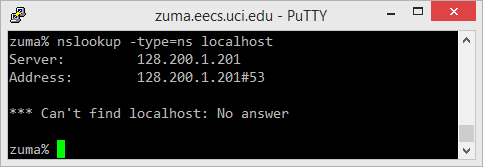 zuma.eecs.uci.edu - PuTTY
zuma% nslookup -type=ns localhost
Server:         128.200.1.201
Address:        128.200.1.201#53

*** Can't find localhost: No answer

zuma%